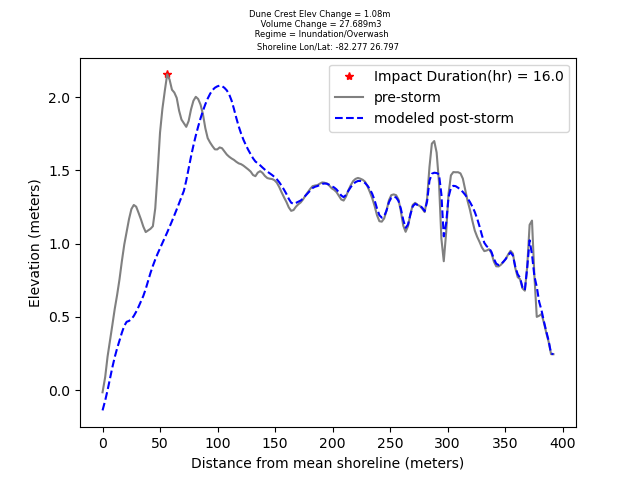 Dune Crest Elev Change = 1.08m
Volume Change = 27.689m3
Regime = Inundation/Overwash
Shoreline Lon/Lat: -82.277 26.797
Impact Duration(hr) = 16.0
pre-storm
modeled post-storm
2.0
1.5
1.0
0.5
0.0
Elevation (meters)
0 50 100 150 200 250 300 350 400
Distance from mean shoreline (meters)